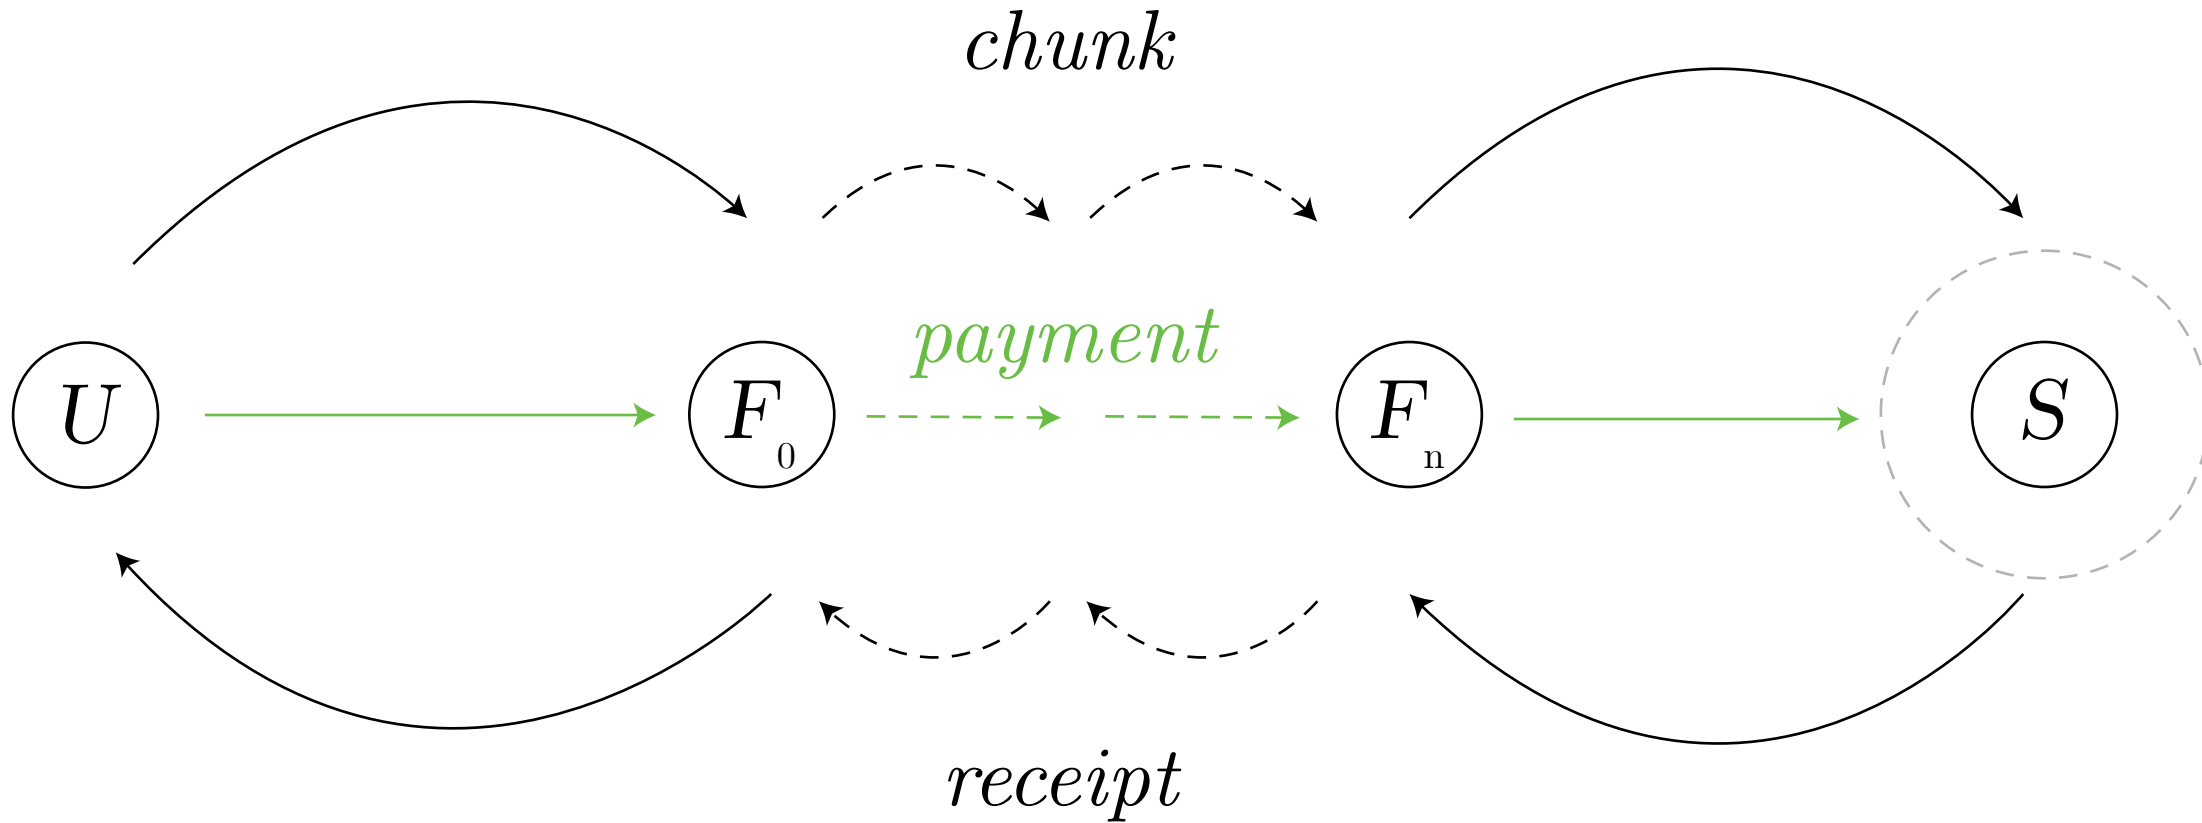 chunk
payment
U F₀ Fₙ S
receipt